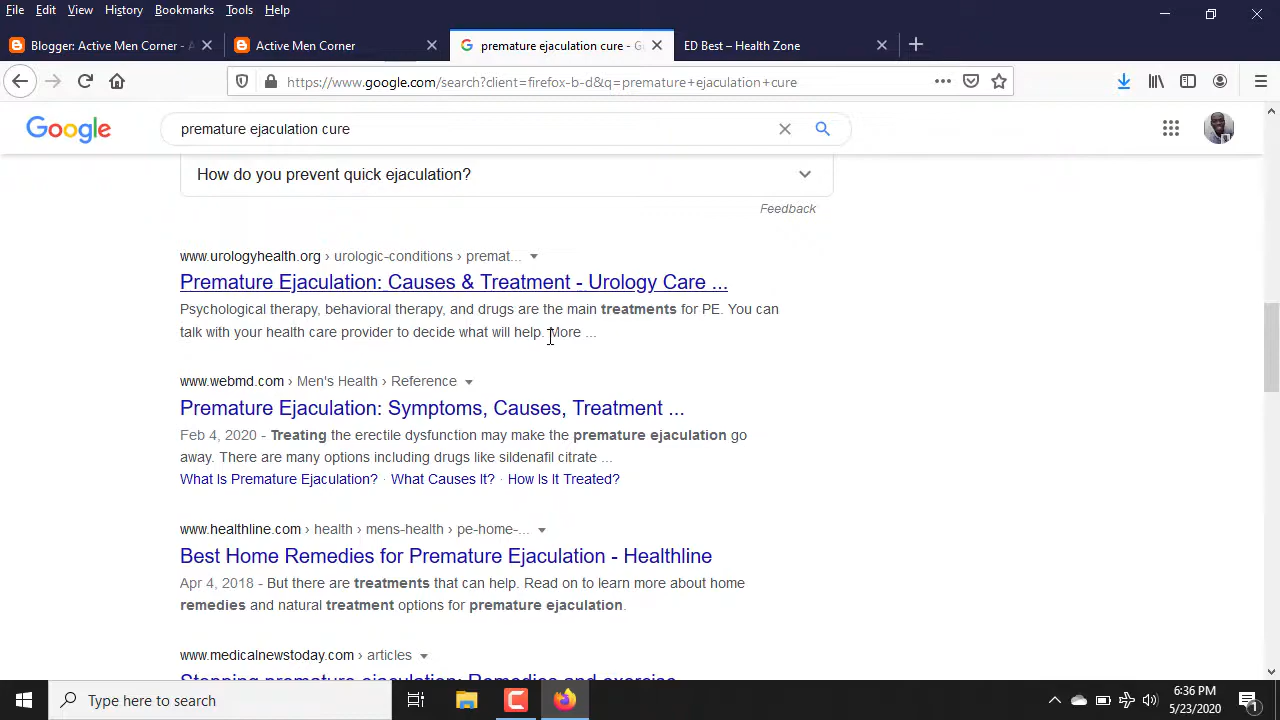 File Edit View History Bookmarks Tools Help
Blogger: Active Men Corner - A
Active Men Corner
premature ejaculation cure - G
ED Best – Health Zone
https://www.google.com/search?client=firefox-b-d&q=premature+ejaculation+cure
Google
premature ejaculation cure
How do you prevent quick ejaculation?
Feedback
www.urologyhealth.org › urologic-conditions › premat...
Premature Ejaculation: Causes & Treatment - Urology Care ...
Psychological therapy, behavioral therapy, and drugs are the main treatments for PE. You can
talk with your health care provider to decide what will help. More ...
www.webmd.com › Men's Health › Reference
Premature Ejaculation: Symptoms, Causes, Treatment ...
Feb 4, 2020 - Treating the erectile dysfunction may make the premature ejaculation go
away. There are many options including drugs like sildenafil citrate ...
What Is Premature Ejaculation? · What Causes It? · How Is It Treated?
www.healthline.com › health › mens-health › pe-home-...
Best Home Remedies for Premature Ejaculation - Healthline
Apr 4, 2018 - But there are treatments that can help. Read on to learn more about home
remedies and natural treatment options for premature ejaculation.
www.medicalnewstoday.com › articles
Stopping premature ejaculation: Remedies and exercise
Type here to search
6:36 PM
5/23/2020
1